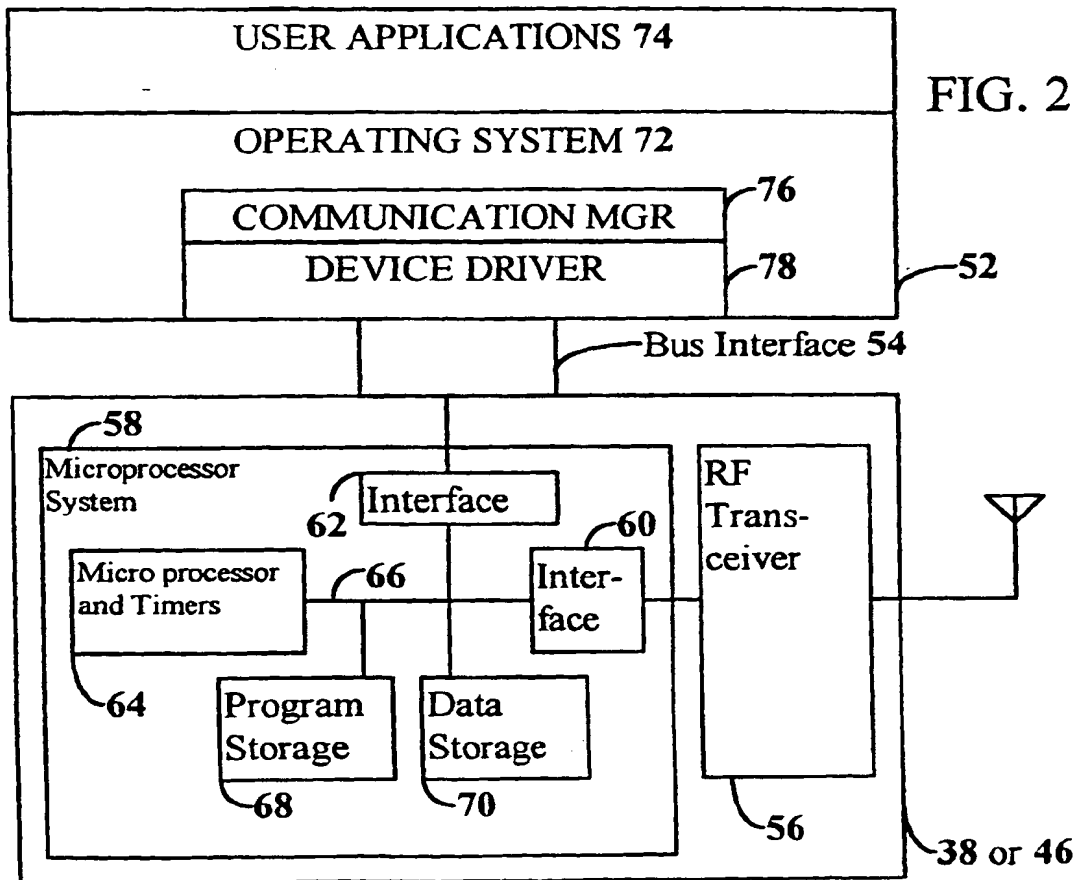 USER APPLICATIONS 74
FIG. 2
OPERATING SYSTEM 72
76
COMMUNICATION MGR
DEVICE DRIVER
78
52
Bus Interface 54
58
Microprocessor
System
Interface
62
RF
Trans-
ceiver
60
Micro processor
and Timers
66
Inter-
face
64
Program
Storage
Data
Storage
68
70
56
38 or 46